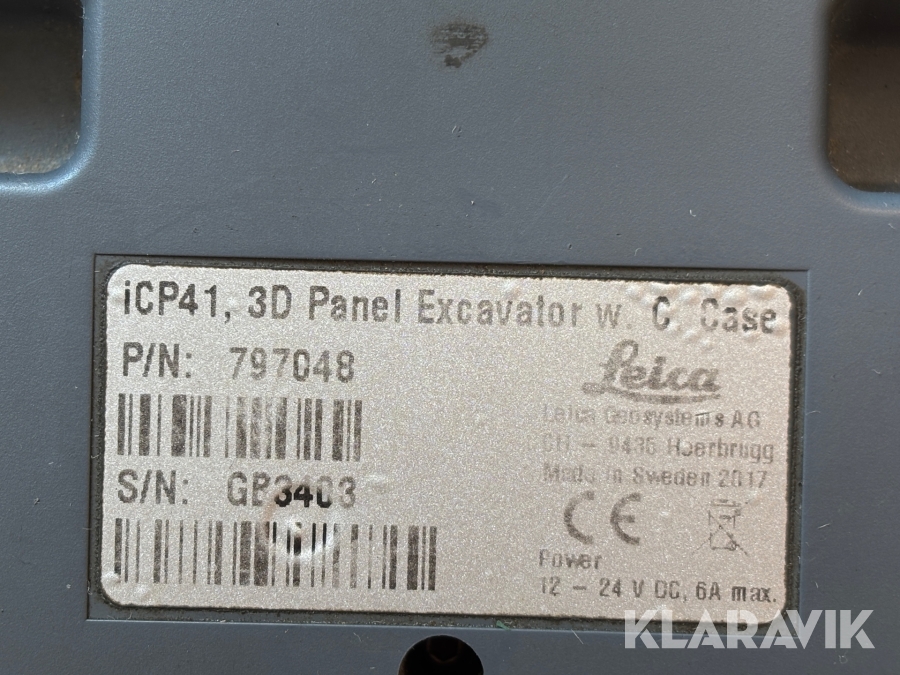 iCP41, 3D Panel Excavator w. C. Case
P/N: 797048
Leica
Leica Geosystems AG
CH - 9435 Heerbrugg
Made in Sweden 2017
S/N: GB3403
CE
Power
12 - 24 V DC, 6A max.
KLARAVIK